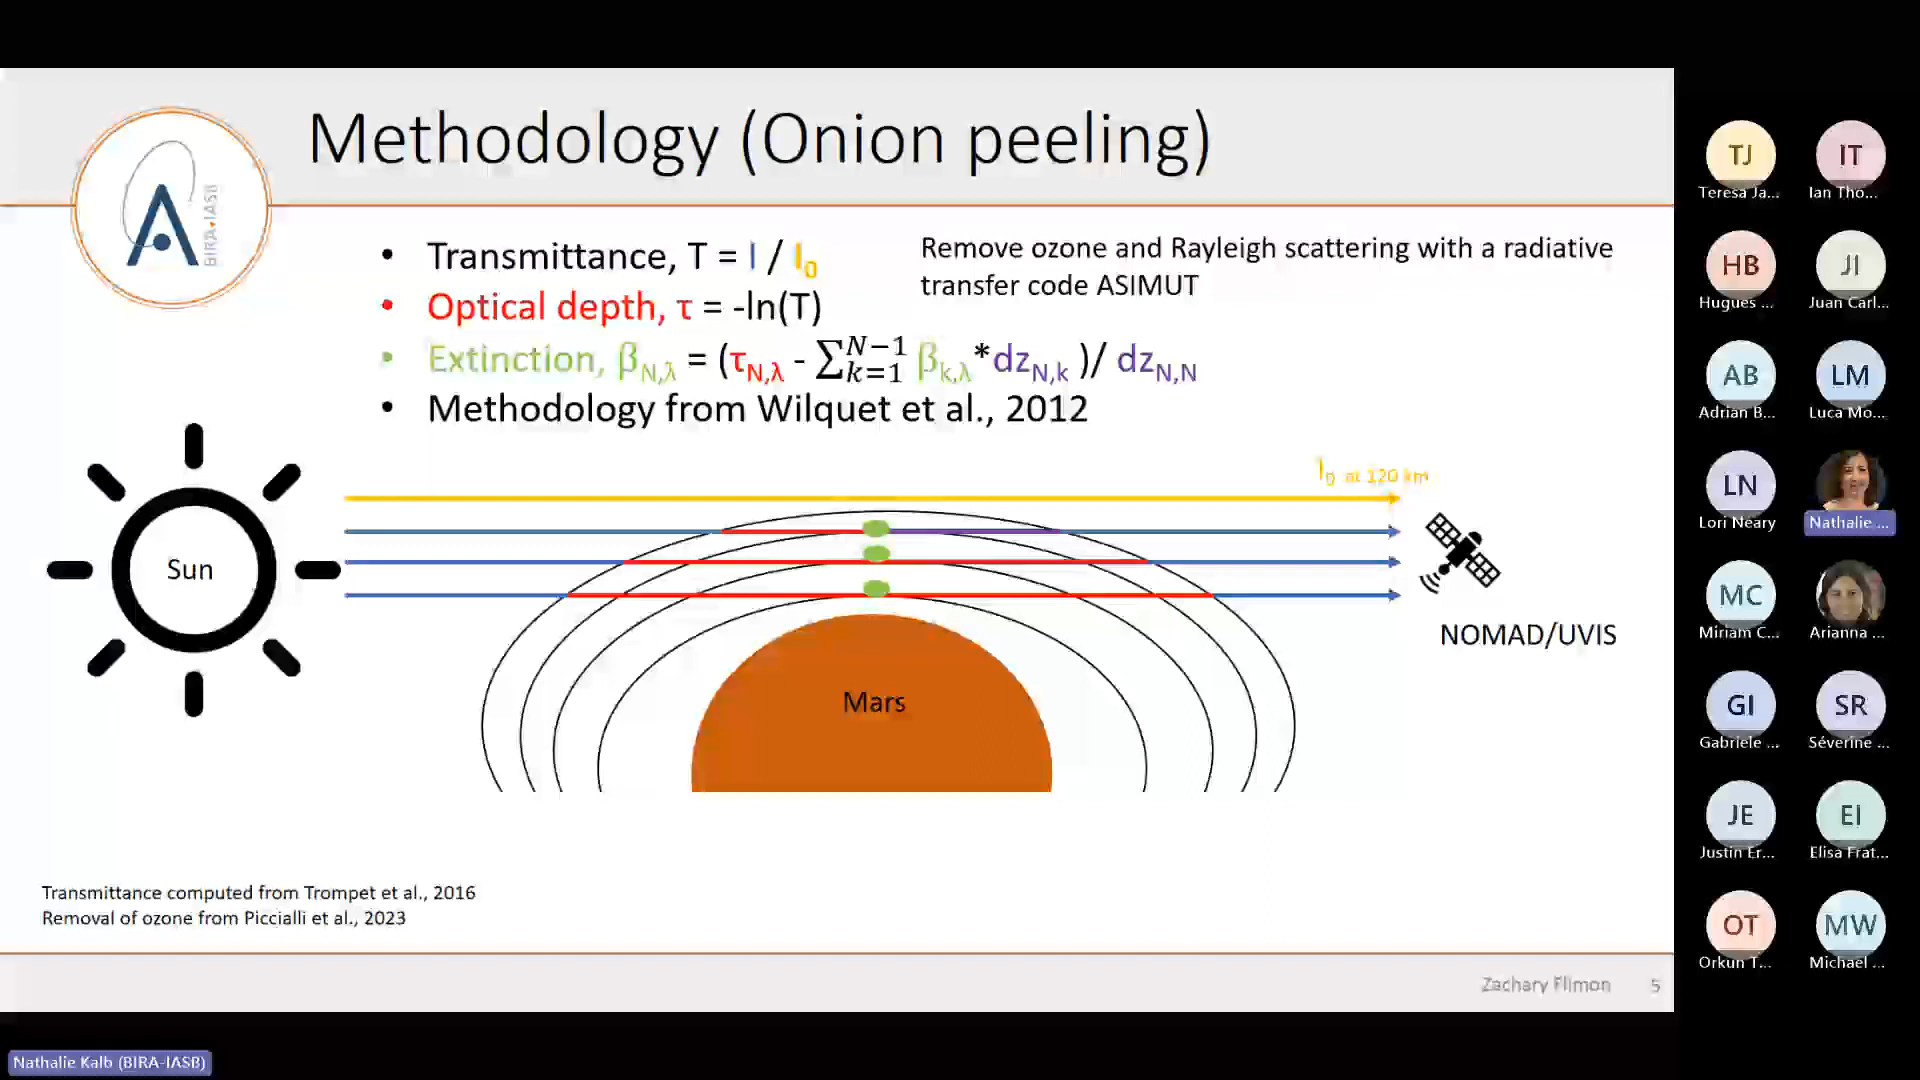 Methodology (Onion peeling)
BIRA•IASB
• Transmittance, T = I / I₀
• Optical depth, τ = -ln(T)
• Extinction, β_N,λ = (τ_N,λ - ∑_{k=1}^{N-1} β_k,λ*dz_N,k )/ dz_N,N
• Methodology from Wilquet et al., 2012
Remove ozone and Rayleigh scattering with a radiative
transfer code ASIMUT
I₀ at 120 km
Sun
NOMAD/UVIS
Mars
Transmittance computed from Trompet et al., 2016
Removal of ozone from Piccialli et al., 2023
Zachary Flimon 5
Nathalie Kalb (BIRA-IASB)
TJ IT
Teresa Ja... Ian Tho...
HB JI
Hugues ... Juan Carl...
AB LM
Adrian B... Luca Mo...
LN
Lori Neary Nathalie ...
MC
Miriam C... Arianna ...
GI SR
Gabriele ... Séverine ...
JE EI
Justin Er... Elisa Frat...
OT MW
Orkun T... Michael ...